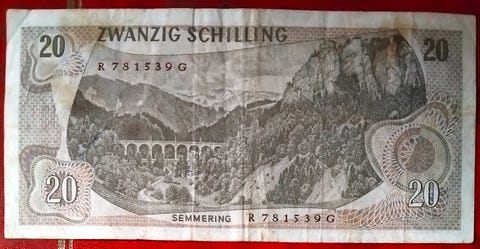 20 ZWANZIG SCHILLING 20
R 781539 G
20 SEMMERING R 781539 G 20